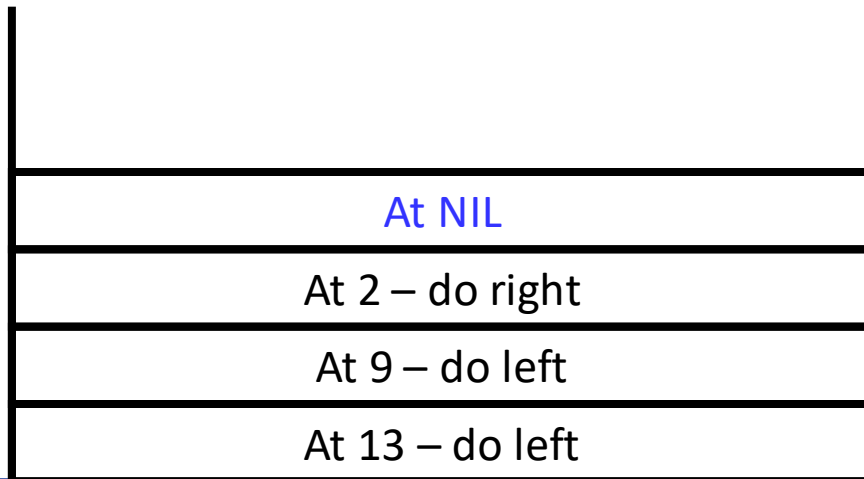 At NIL
At 2 – do right
At 9 – do left
At 13 – do left